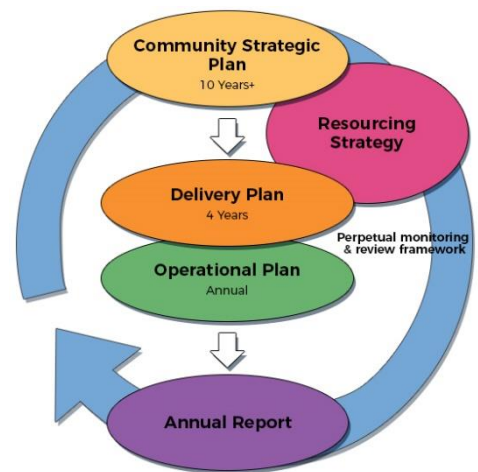 Community Strategic
Plan
10 Years+
Resourcing
Strategy
Delivery Plan
4 Years
Perpetual monitoring
& review framework
Operational Plan
Annual
Annual Report